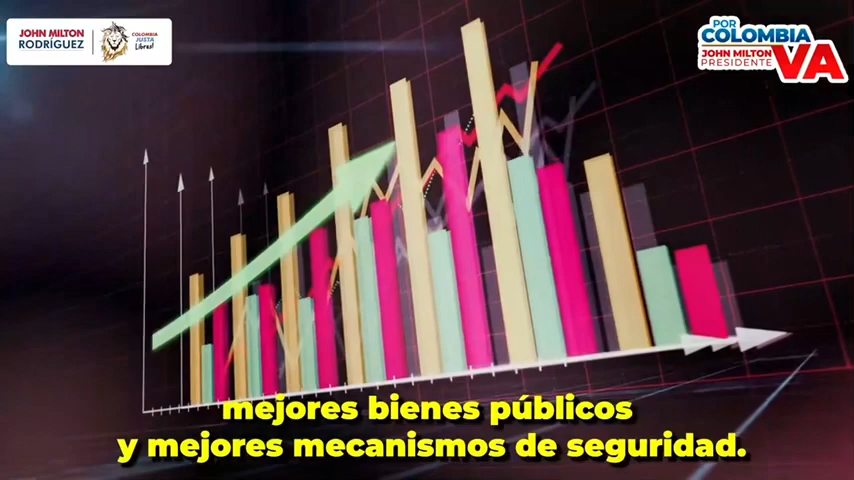 JOHN MILTON
RODRÍGUEZ
COLOMBIA
JUSTA
Libres!
POR
COLOMBIA
JOHN MILTON
PRESIDENTE
VA
mejores bienes públicos
y mejores mecanismos de seguridad.